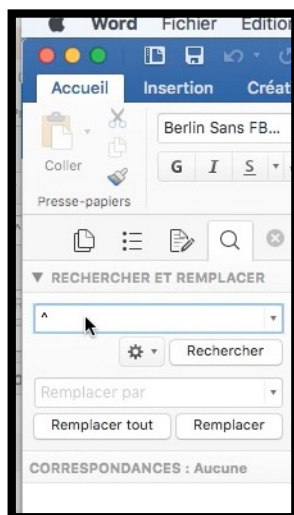 Word Fichier Edition
Accueil Insertion Créat
Berlin Sans FB...
Coller
G I S
Presse-papiers
RECHERCHER ET REMPLACER
^
Rechercher
Remplacer par
Remplacer tout Remplacer
CORRESPONDANCES : Aucune